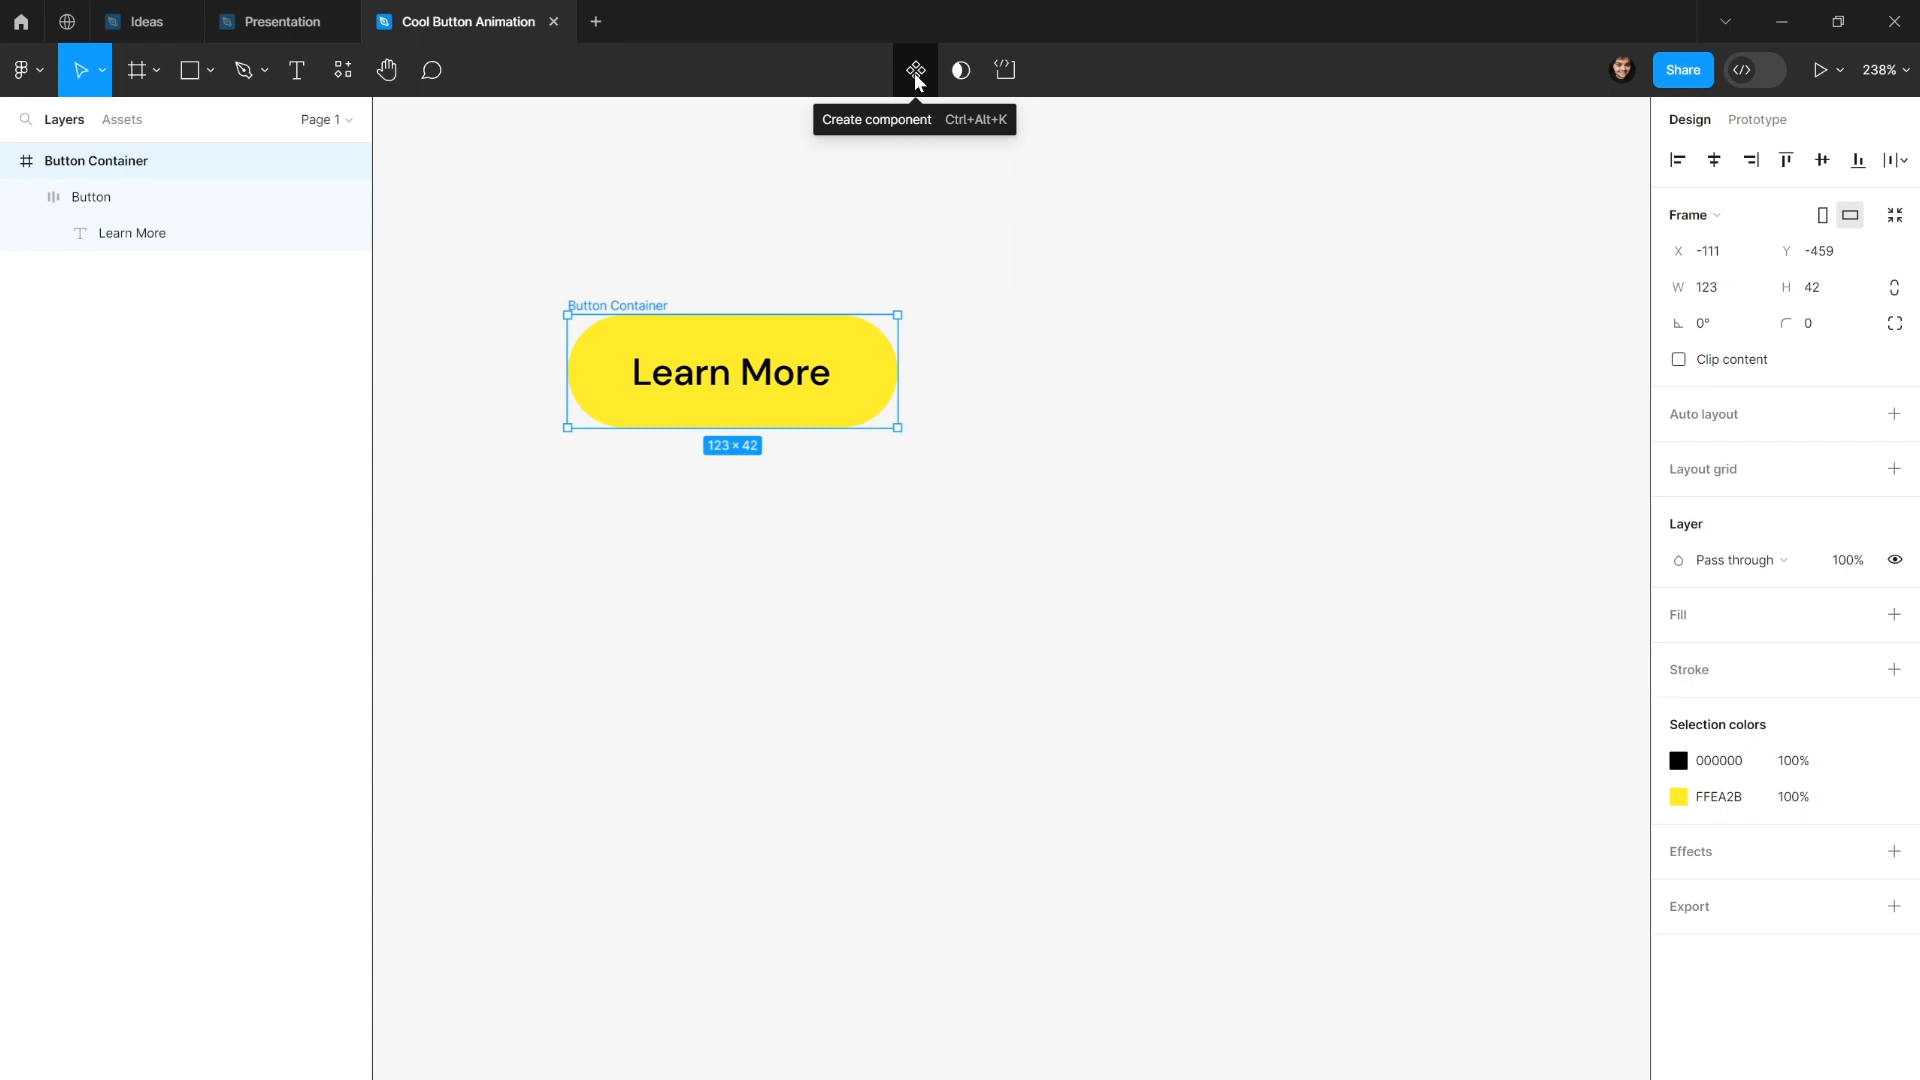 Ideas
Presentation
Cool Button Animation
Share
238%
Create component Ctrl+Alt+K
Layers Assets Page 1
Button Container
Button
Learn More
Button Container
Learn More
123 × 42
Design Prototype
Frame
X -111 Y -459
W 123 H 42
0° 0
Clip content
Auto layout
Layout grid
Layer
Pass through 100%
Fill
Stroke
Selection colors
000000 100%
FFEA2B 100%
Effects
Export